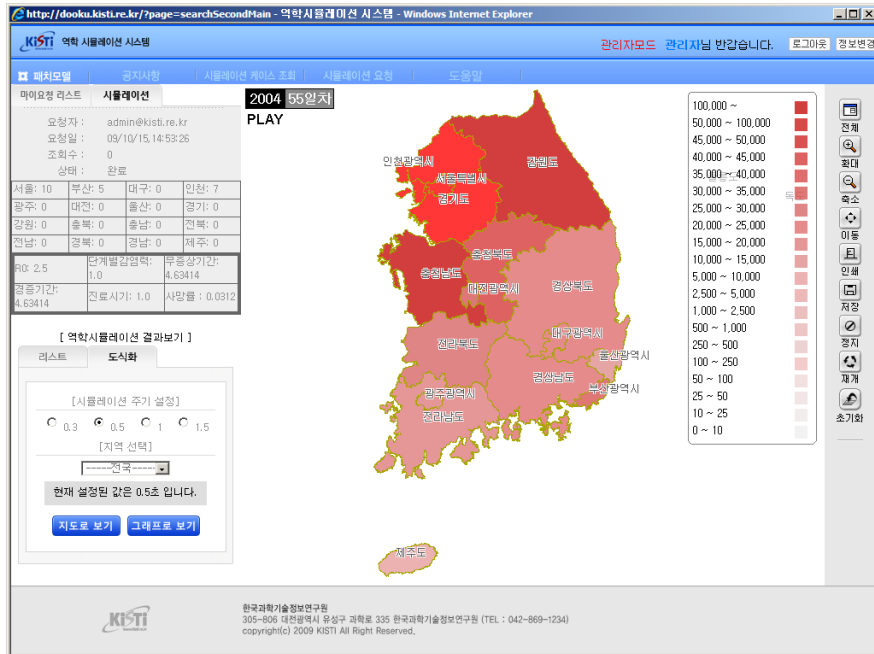 http://dooku.kisti.re.kr/?page=searchSecondMain - 역학시뮬레이션 시스템 - Windows Internet Explorer
KiSTi 역학 시뮬레이션 시스템
관리자모드 관리자님 반갑습니다. 로그아웃 정보변경
패치모델 공지사항 시뮬레이션 케이스 조회 시뮬레이션 요청 도움말
마이요청 리스트 시뮬레이션
요청자 : admin@kisti.re.kr
요청일 : 09/10/15,14:53:26
조회수 : 0
상태 : 완료
서울: 10 부산: 5 대구: 0 인천: 7
광주: 0 대전: 0 울산: 0 경기: 0
강원: 0 충북: 0 충남: 0 전북: 0
전남: 0 경북: 0 경남: 0 제주: 0
R0: 2.5 단계별감염력: 1.0 무증상기간: 4.63414
경증기간: 4.63414 진료시기: 1.0 사망률 : 0.0312
[ 역학시뮬레이션 결과보기 ]
리스트 도식화
[시뮬레이션 주기 설정]
0.3 0.5 1 1.5
[지역 선택]
-----전국-----
현재 설정된 값은 0.5초 입니다.
지도로 보기 그래프로 보기
2004 55일차
PLAY
인천광역시
강원도
서울특별시
경기도
충청북도
충청남도
대전광역시
경상북도
전라북도
대구광역시
울산광역시
경상남도
부산광역시
광주광역시
전라남도
제주도
100,000 ~
50,000 ~ 100,000
45,000 ~ 50,000
40,000 ~ 45,000
35,000 ~ 40,000
30,000 ~ 35,000
25,000 ~ 30,000
20,000 ~ 25,000
15,000 ~ 20,000
10,000 ~ 15,000
5,000 ~ 10,000
2,500 ~ 5,000
1,000 ~ 2,500
500 ~ 1,000
250 ~ 500
100 ~ 250
50 ~ 100
25 ~ 50
10 ~ 25
0 ~ 10
전체
확대
축소
이동
인쇄
저장
정지
재개
초기화
KiSTi
한국과학기술정보연구원
305-806 대전광역시 유성구 과학로 335 한국과학기술정보연구원 (TEL : 042-869-1234)
copyright(c) 2009 KISTI All Right Reserved.